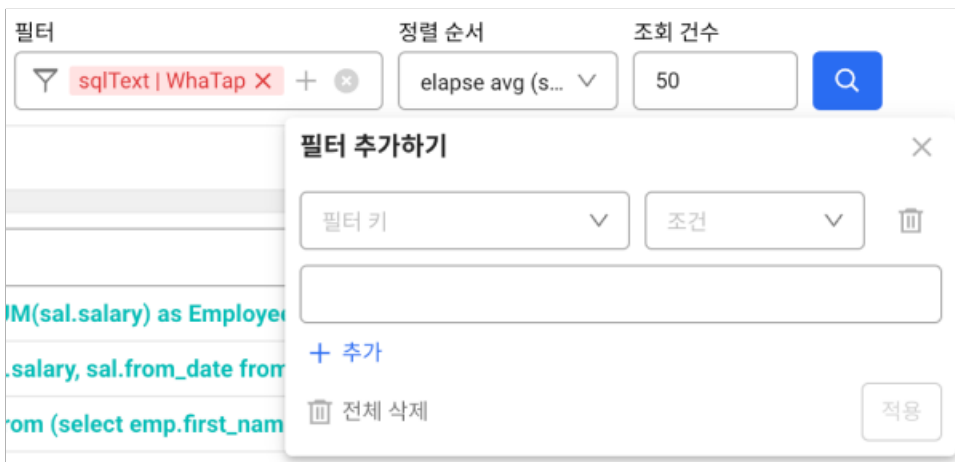 필터 정렬 순서 조회 건수
sqlText | WhaTap elapse avg (s... 50
필터 추가하기
필터 키 조건
UM(sal.salary) as Employee
.salary, sal.from_date from
+ 추가
전체 삭제 적용
rom (select emp.first_nam